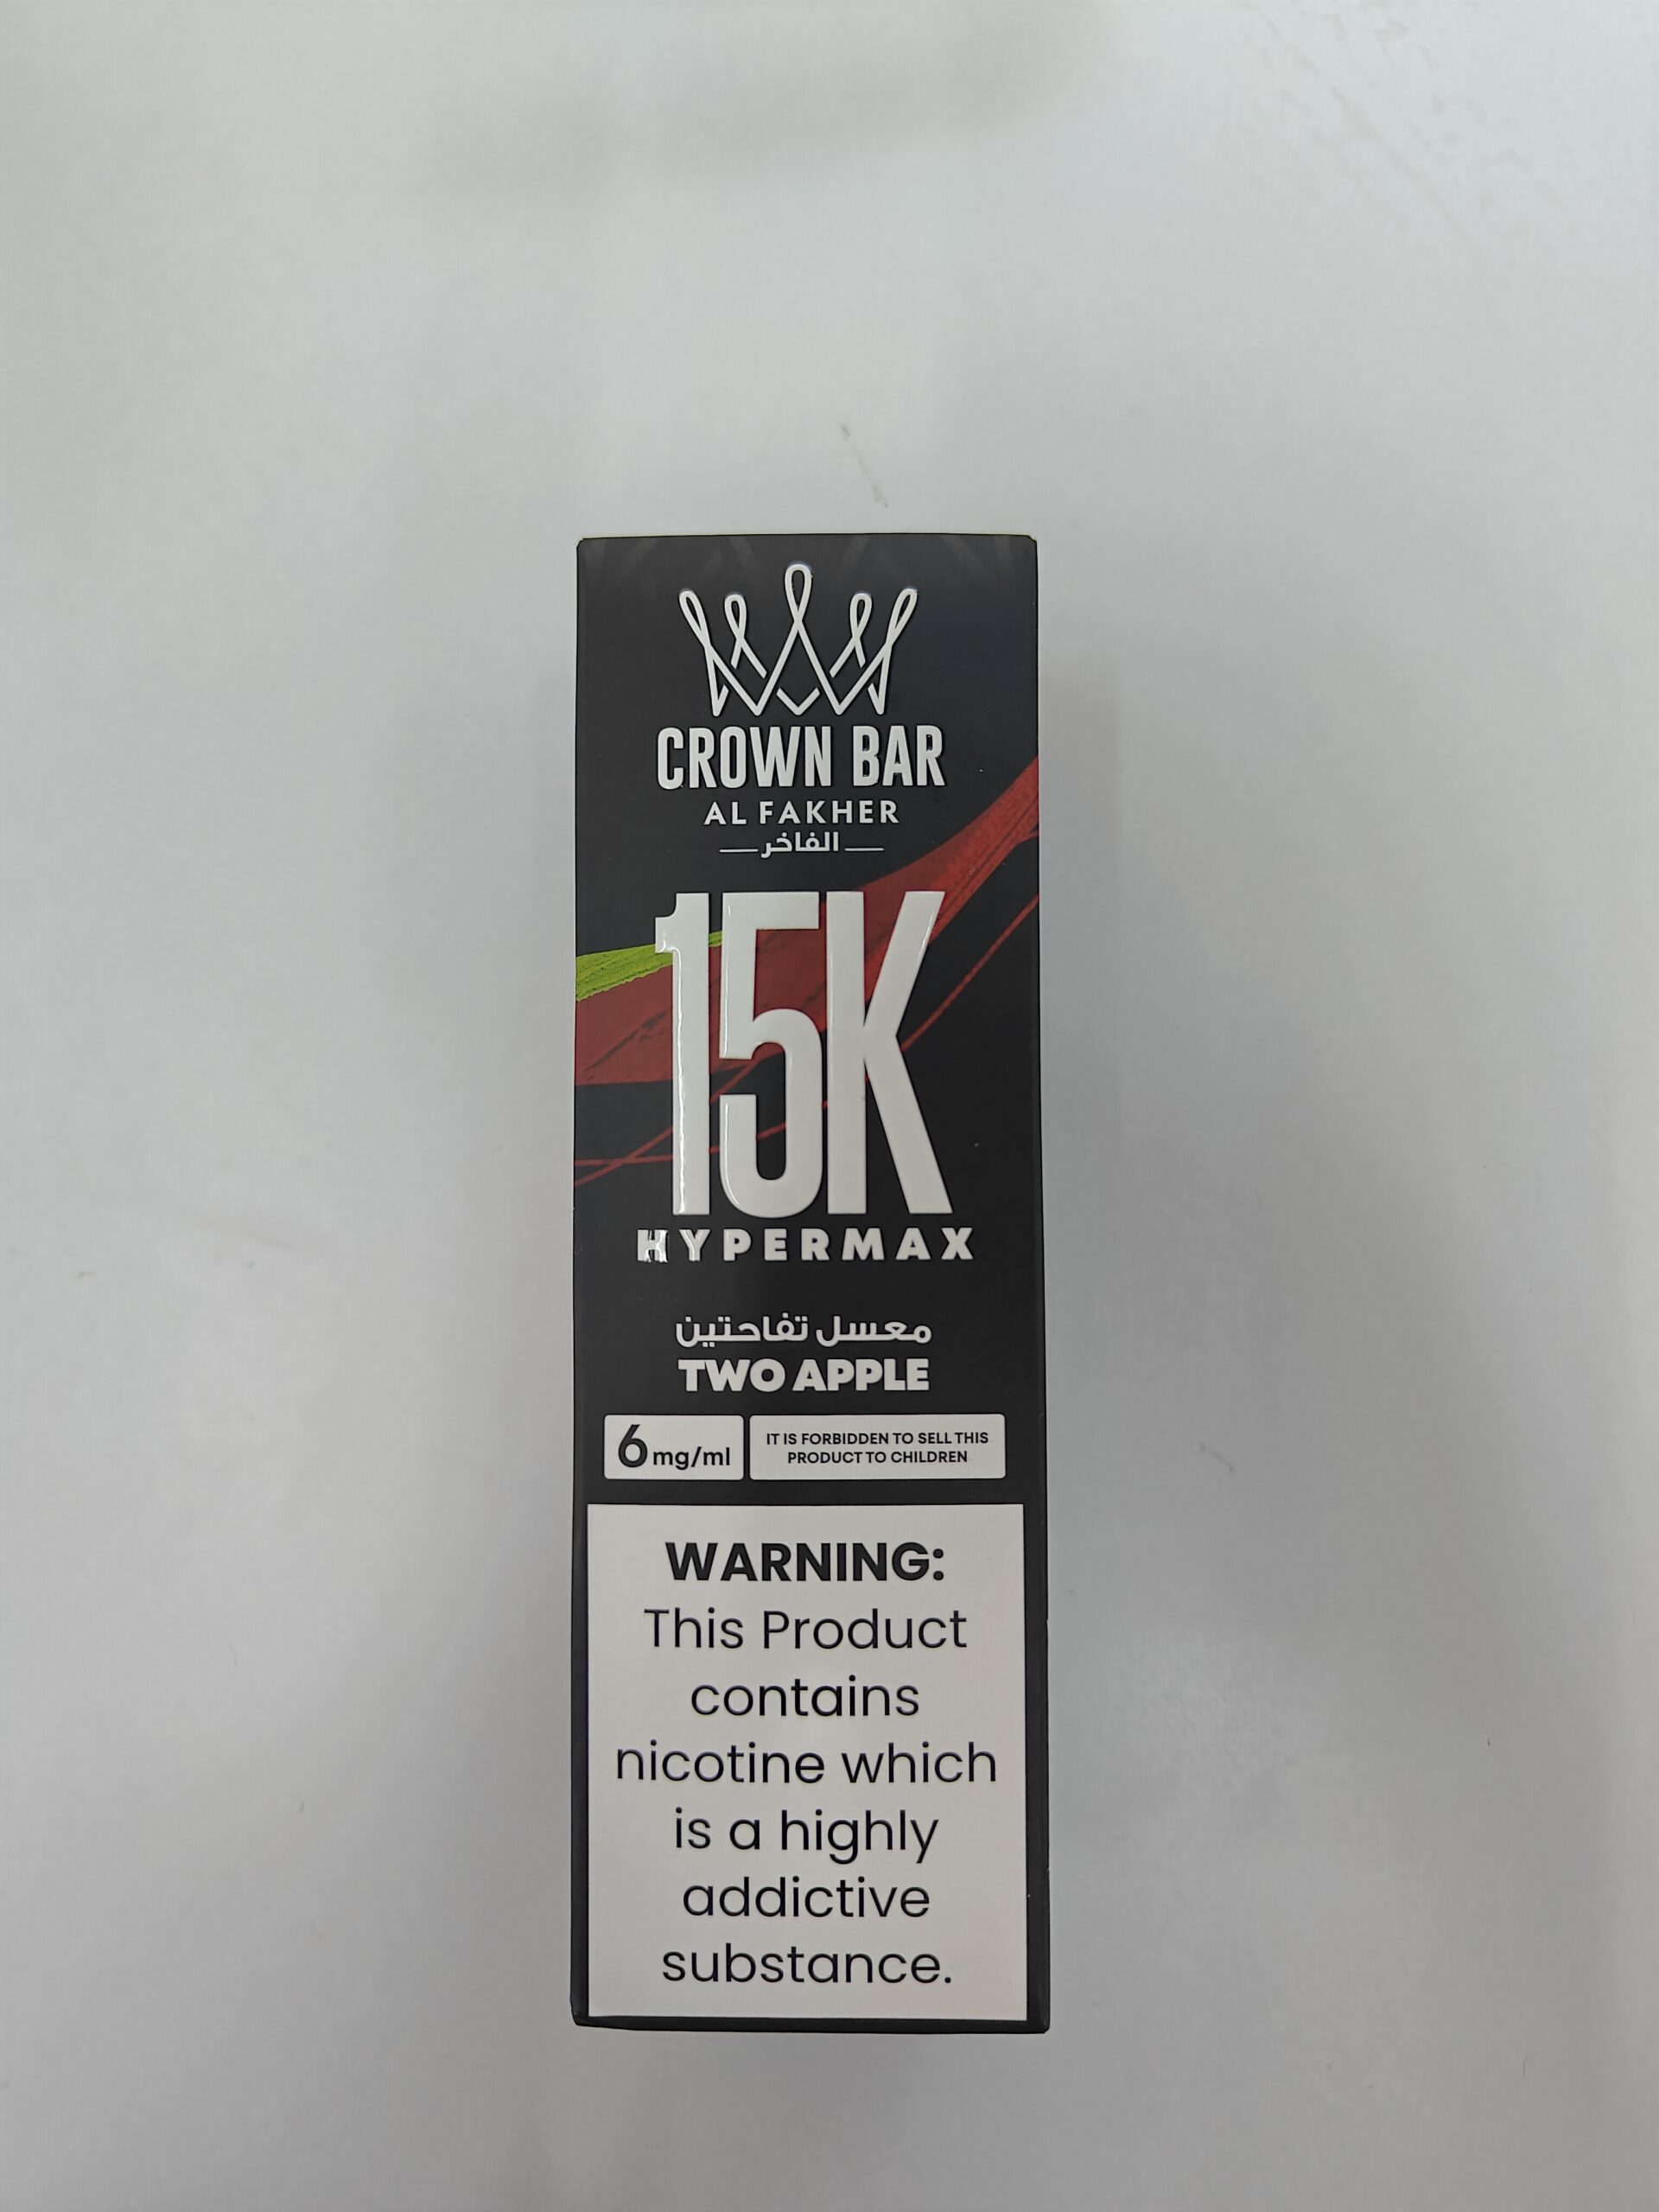 CROWN BAR
AL FAKHER
الفاخر
15K
HYPERMAX
معسل تفاحتين
TWO APPLE
6mg/ml
IT IS FORBIDDEN TO SELL THIS
PRODUCT TO CHILDREN
WARNING:
This Product
contains
nicotine which
is a highly
addictive
substance.